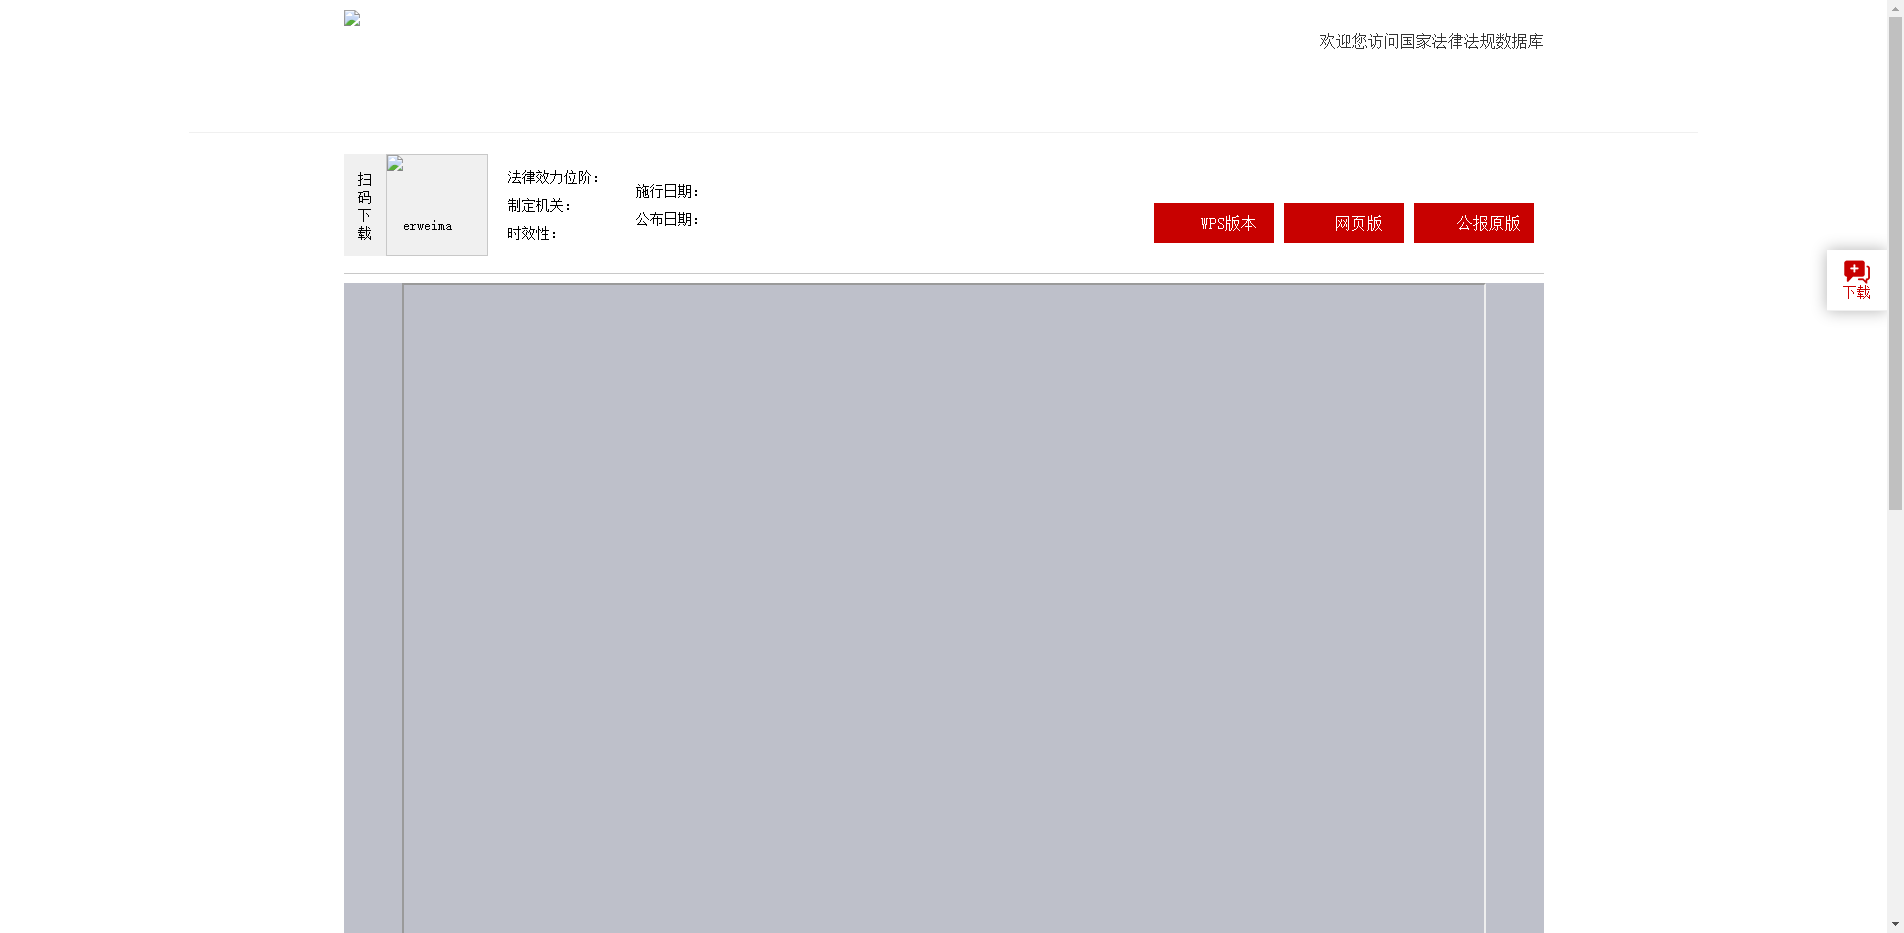 欢迎您访问国家法律法规数据库
扫
码
下
载
erweima
法律效力位阶：
制定机关：
时效性：
施行日期：
公布日期：
WPS版本
网页版
公报原版
下载